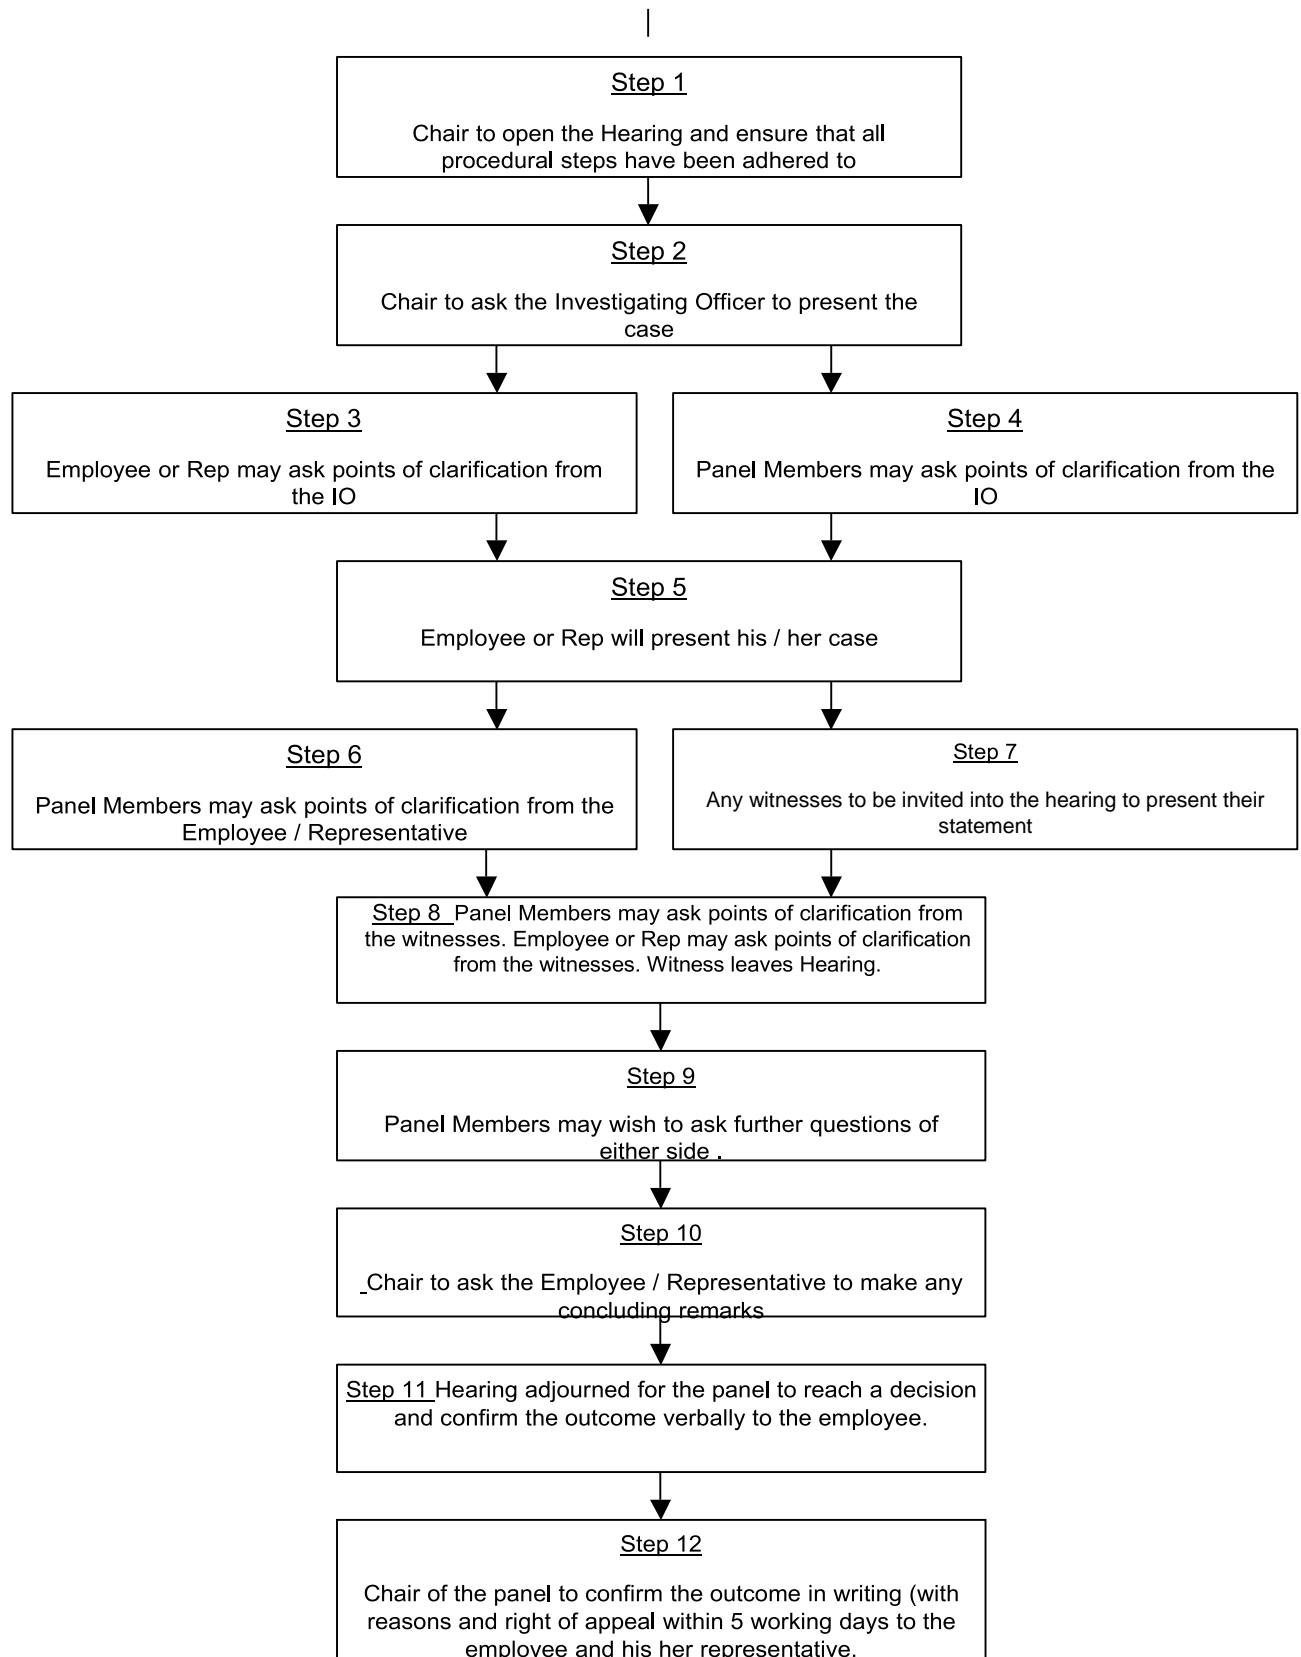 Step 1
Chair to open the Hearing and ensure that all
procedural steps have been adhered to
Step 2
Chair to ask the Investigating Officer to present the
case
Step 3
Employee or Rep may ask points of clarification from
the IO
Step 4
Panel Members may ask points of clarification from the
IO
Step 5
Employee or Rep will present his / her case
Step 6
Panel Members may ask points of clarification from the
Employee / Representative
Step 7
Any witnesses to be invited into the hearing to present their
statement
Step 8 Panel Members may ask points of clarification from
the witnesses. Employee or Rep may ask points of clarification
from the witnesses. Witness leaves Hearing.
Step 9
Panel Members may wish to ask further questions of
either side .
Step 10
Chair to ask the Employee / Representative to make any
concluding remarks
Step 11 Hearing adjourned for the panel to reach a decision
and confirm the outcome verbally to the employee.
Step 12
Chair of the panel to confirm the outcome in writing (with
reasons and right of appeal within 5 working days to the
employee and his her representative.